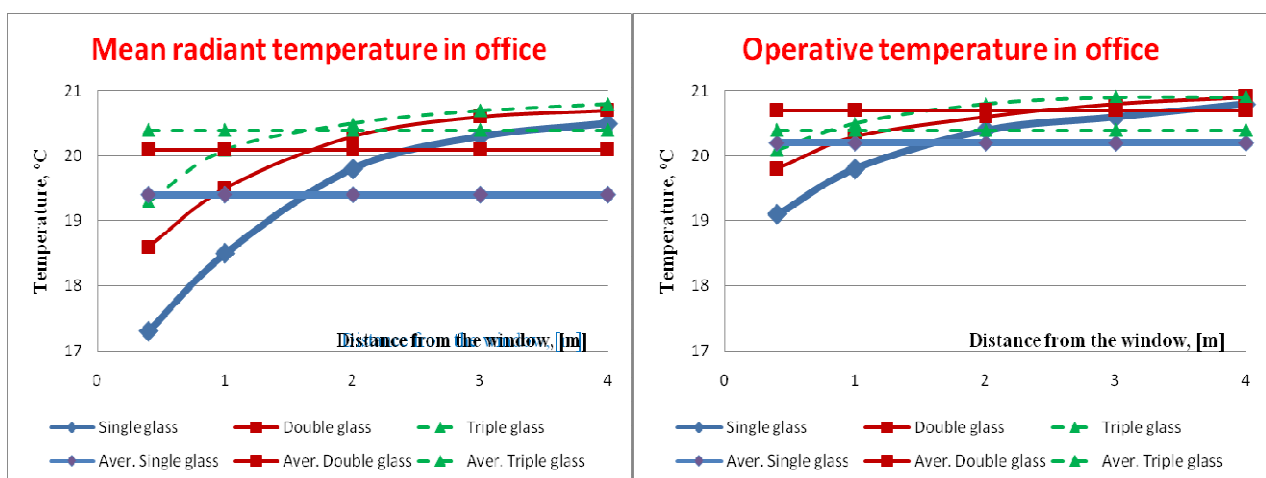 Mean radiant temperature in office
21
20
19
18
17
Temperature, °C
Distance from the window, [m]
0 1 2 3 4
Single glass Double glass Triple glass
Aver. Single glass Aver. Double glass Aver. Triple glass
Operative temperature in office
21
20
19
18
17
Temperature, °C
Distance from the window, [m]
0 1 2 3 4
Single glass Double glass Triple glass
Aver. Single glass Aver. Double glass Aver. Triple glass